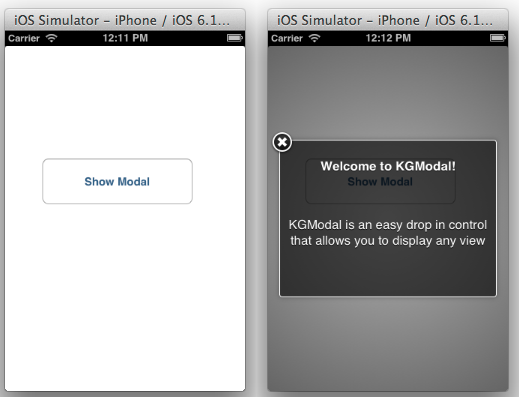 iOS Simulator – iPhone / iOS 6.1...
Carrier 12:11 PM
Show Modal
iOS Simulator – iPhone / iOS 6.1...
Carrier 12:12 PM
Welcome to KGModal!
Show Modal
KGModal is an easy drop in control
that allows you to display any view